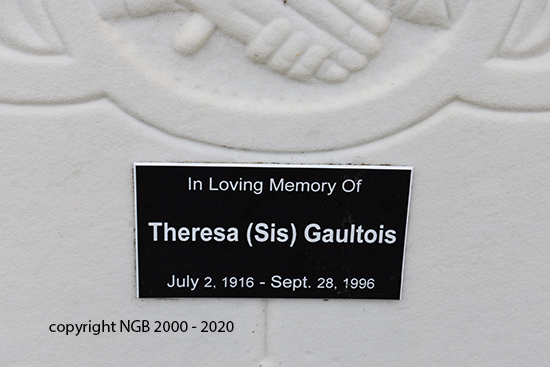 In Loving Memory Of
Theresa (Sis) Gaultois
July 2, 1916 - Sept. 28, 1996
copyright NGB 2000 - 2020